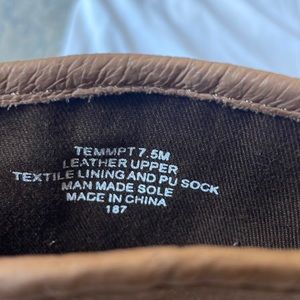 TEMMPT 7.5M
LEATHER UPPER
TEXTILE LINING AND PU SOCK
MAN MADE SOLE
MADE IN CHINA
187